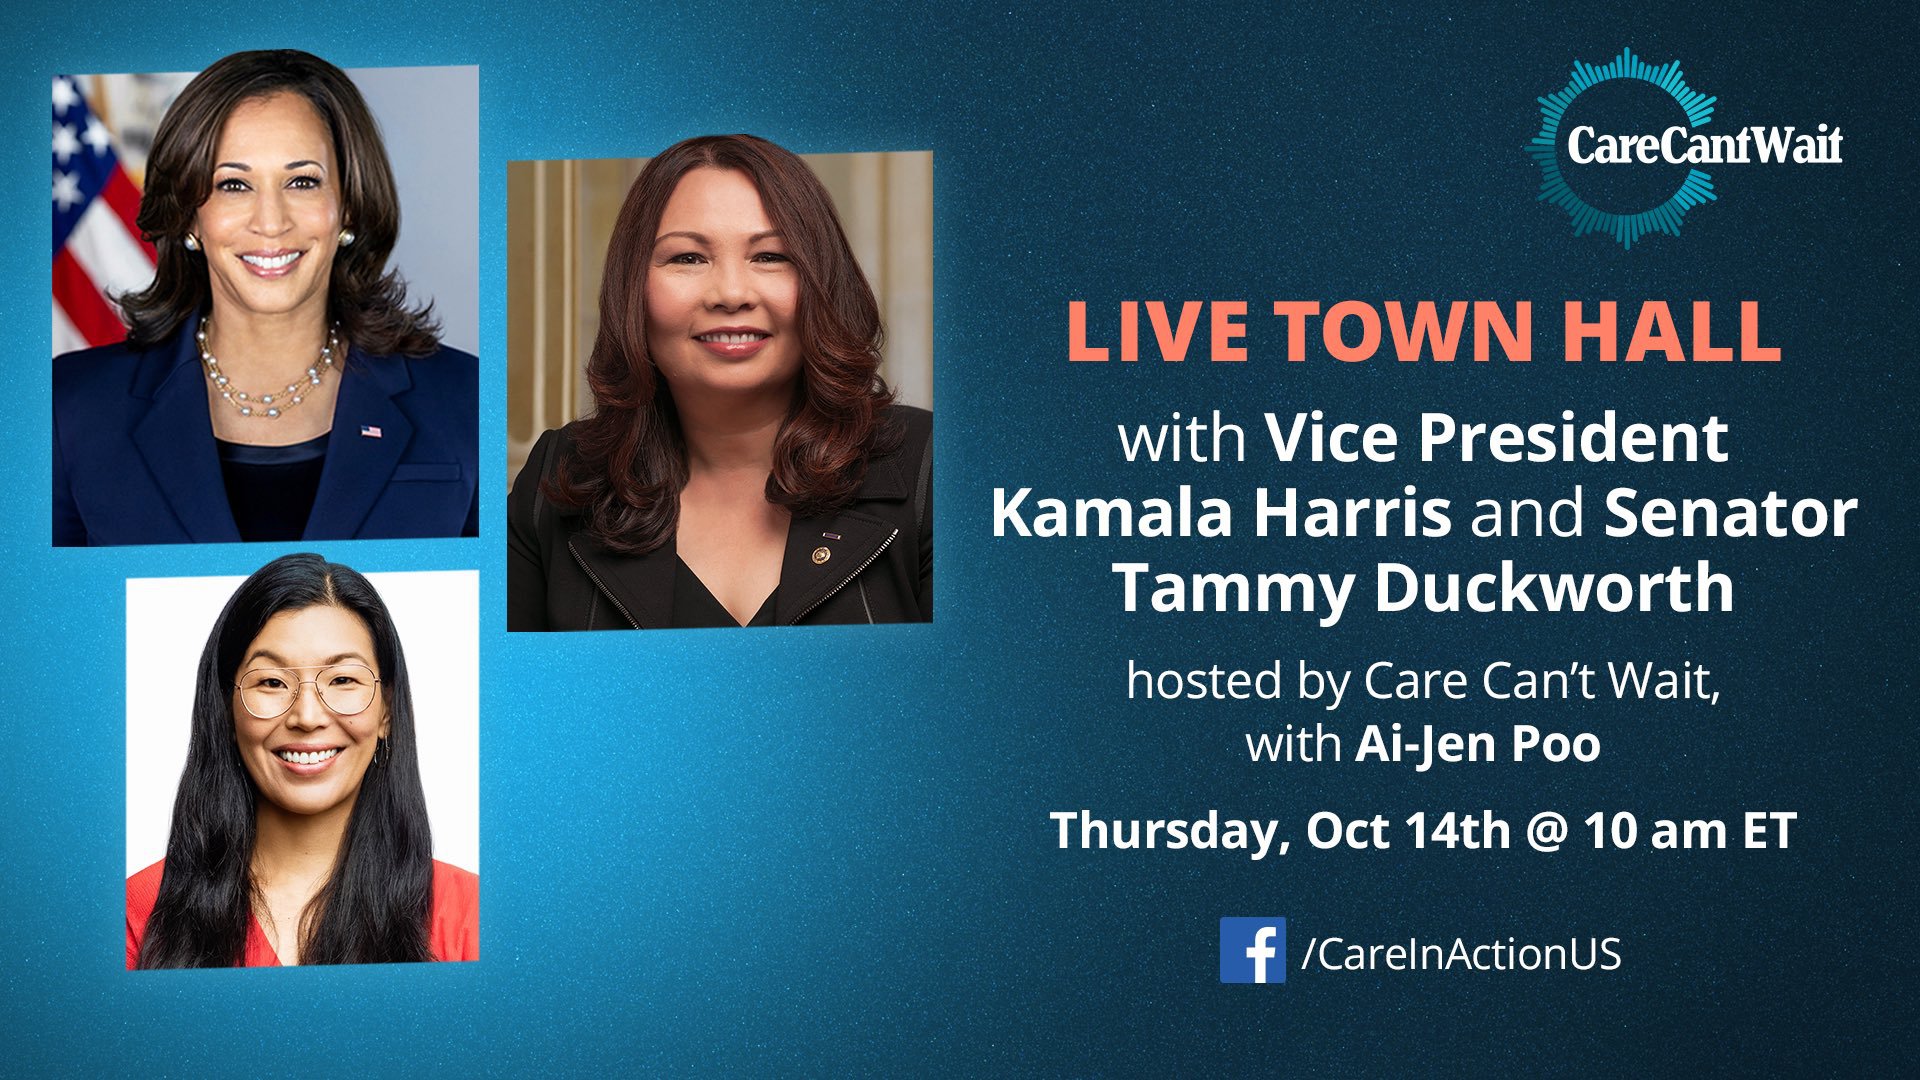 CareCantWait
LIVE TOWN HALL
with Vice President
Kamala Harris and Senator
Tammy Duckworth
hosted by Care Can’t Wait,
with Ai-Jen Poo
Thursday, Oct 14th @ 10 am ET
f /CareInActionUS